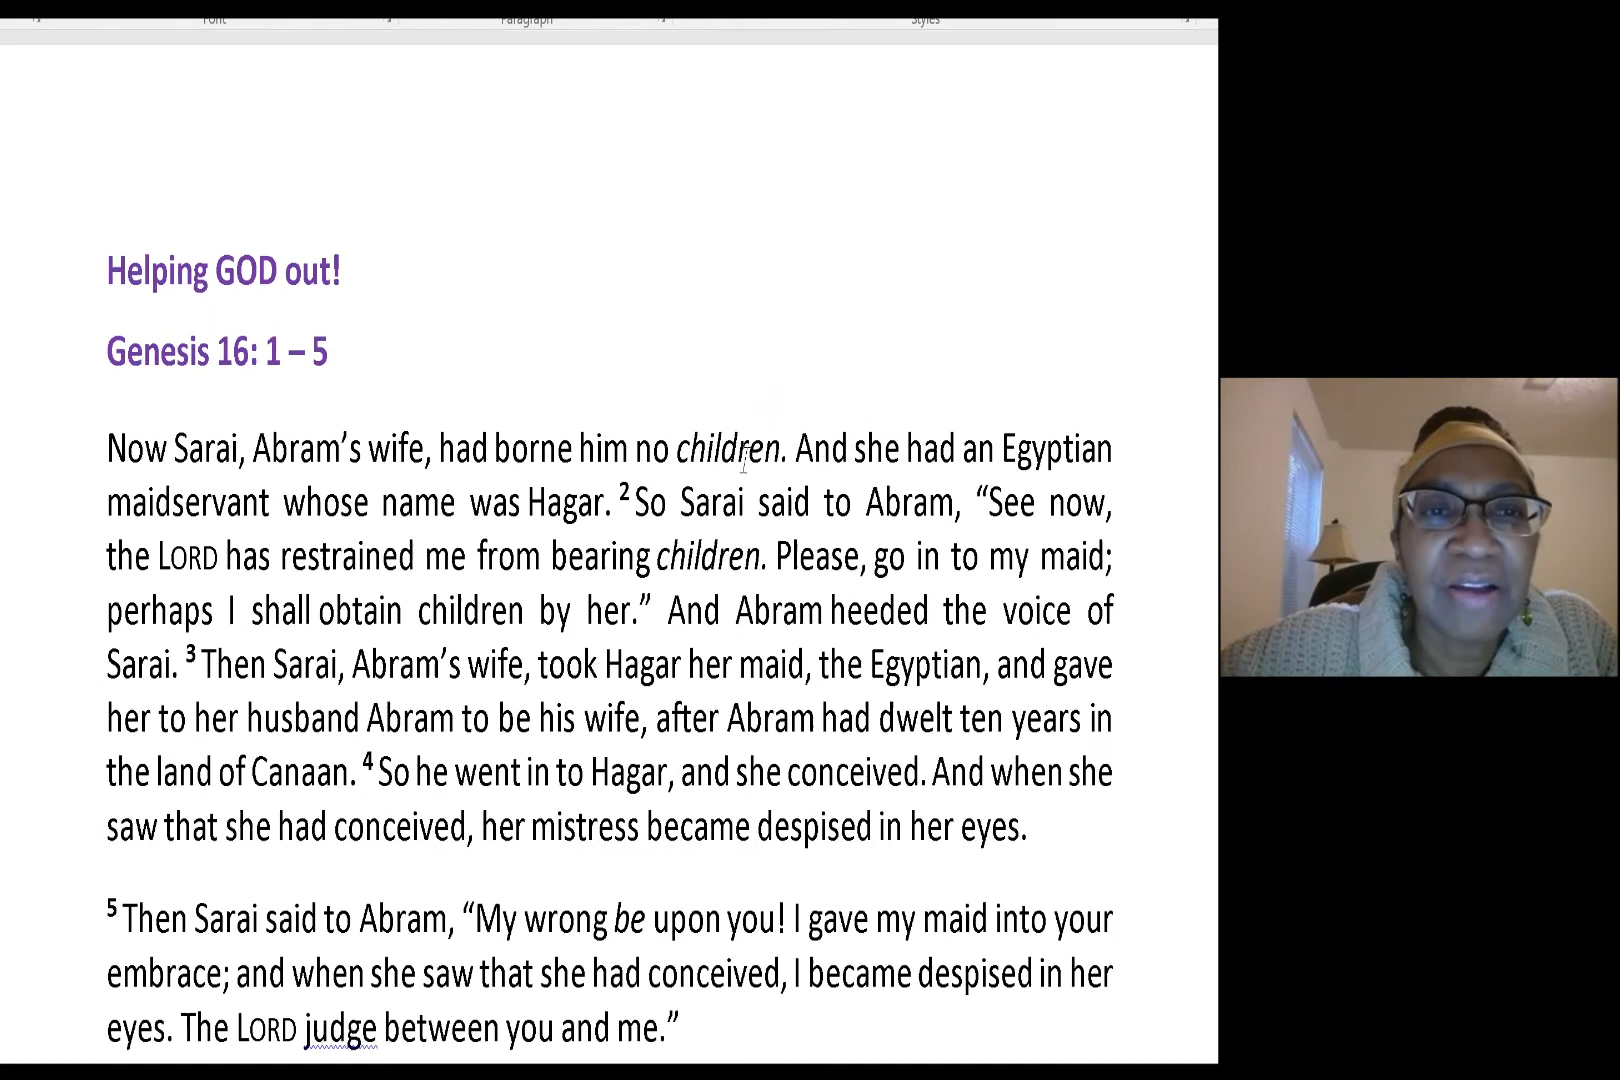 Font Paragraph Styles
Helping GOD out!
Genesis 16: 1 – 5
Now Sarai, Abram’s wife, had borne him no children. And she had an Egyptian
maidservant whose name was Hagar. 2 So Sarai said to Abram, “See now,
the LORD has restrained me from bearing children. Please, go in to my maid;
perhaps I shall obtain children by her.” And Abram heeded the voice of
Sarai. 3 Then Sarai, Abram’s wife, took Hagar her maid, the Egyptian, and gave
her to her husband Abram to be his wife, after Abram had dwelt ten years in
the land of Canaan. 4 So he went in to Hagar, and she conceived. And when she
saw that she had conceived, her mistress became despised in her eyes.
5 Then Sarai said to Abram, “My wrong be upon you! I gave my maid into your
embrace; and when she saw that she had conceived, I became despised in her
eyes. The LORD judge between you and me.”